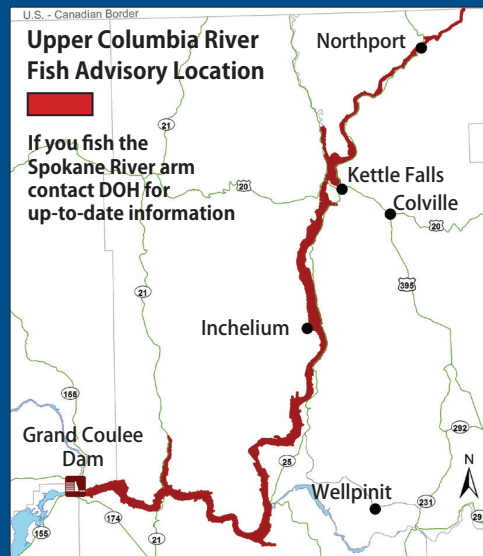 U.S. - Canadian Border
Upper Columbia River
Fish Advisory Location
Northport
If you fish the
Spokane River arm
contact DOH for
up-to-date information
21
20
Kettle Falls
Colville
20
395
21
Inchelium
155
292
Grand Coulee
Dam
25
N
Wellpinit
231
174
155
21
291